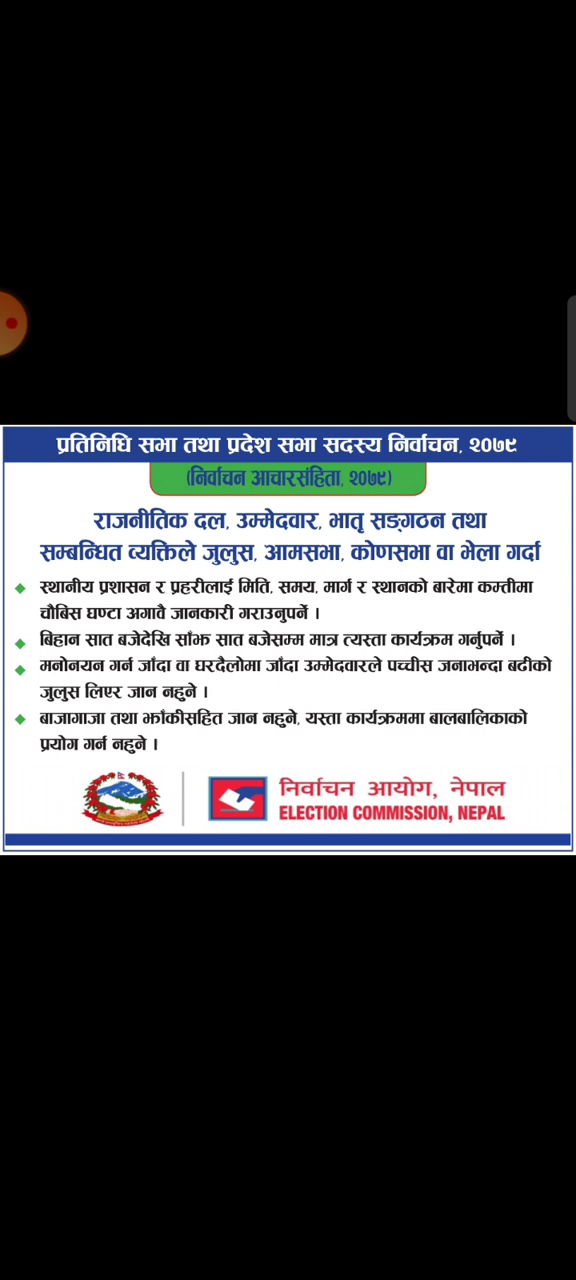 प्रतिनिधि सभा तथा प्रदेश सभा सदस्य निर्वाचन, २०७९
(निर्वाचन आचारसंहिता, २०७९)
राजनीतिक दल, उम्मेदवार, भातृ सङ्गठन तथा
सम्बन्धित व्यक्तिले जुलुस, आमसभा, कोणसभा वा भेला गर्दा
स्थानीय प्रशासन र प्रहरीलाई मिति, समय, मार्ग र स्थानको बारेमा कम्तीमा
चौबिस घण्टा अगावै जानकारी गराउनुपर्ने ।
बिहान सात बजेदेखि साँझ सात बजेसम्म मात्र त्यस्ता कार्यक्रम गर्नुपर्ने ।
मनोनयन गर्न जाँदा वा घरदैलोमा जाँदा उम्मेदवारले पच्चीस जनाभन्दा बढीको
जुलुस लिएर जान नहुने ।
बाजागाजा तथा झाँकीसहित जान नहुने, यस्ता कार्यक्रममा बालबालिकाको
प्रयोग गर्न नहुने ।
निर्वाचन आयोग, नेपाल
ELECTION COMMISSION, NEPAL